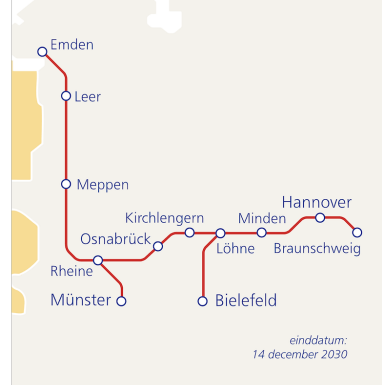 Emden
Leer
Meppen
Hannover
Kirchlengern
Minden
Osnabrück
Löhne
Braunschweig
Rheine
Münster
Bielefeld
einddatum:
14 december 2030